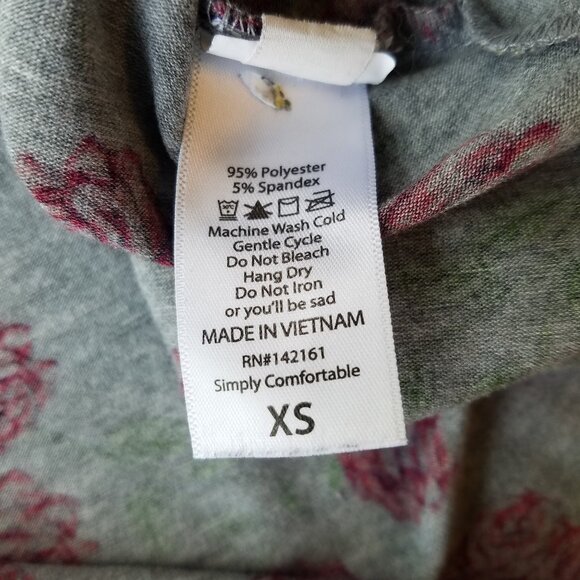 95% Polyester
5% Spandex
Machine Wash Cold
Gentle Cycle
Do Not Bleach
Hang Dry
Do Not Iron
or you'll be sad
MADE IN VIETNAM
RN#142161
Simply Comfortable
XS